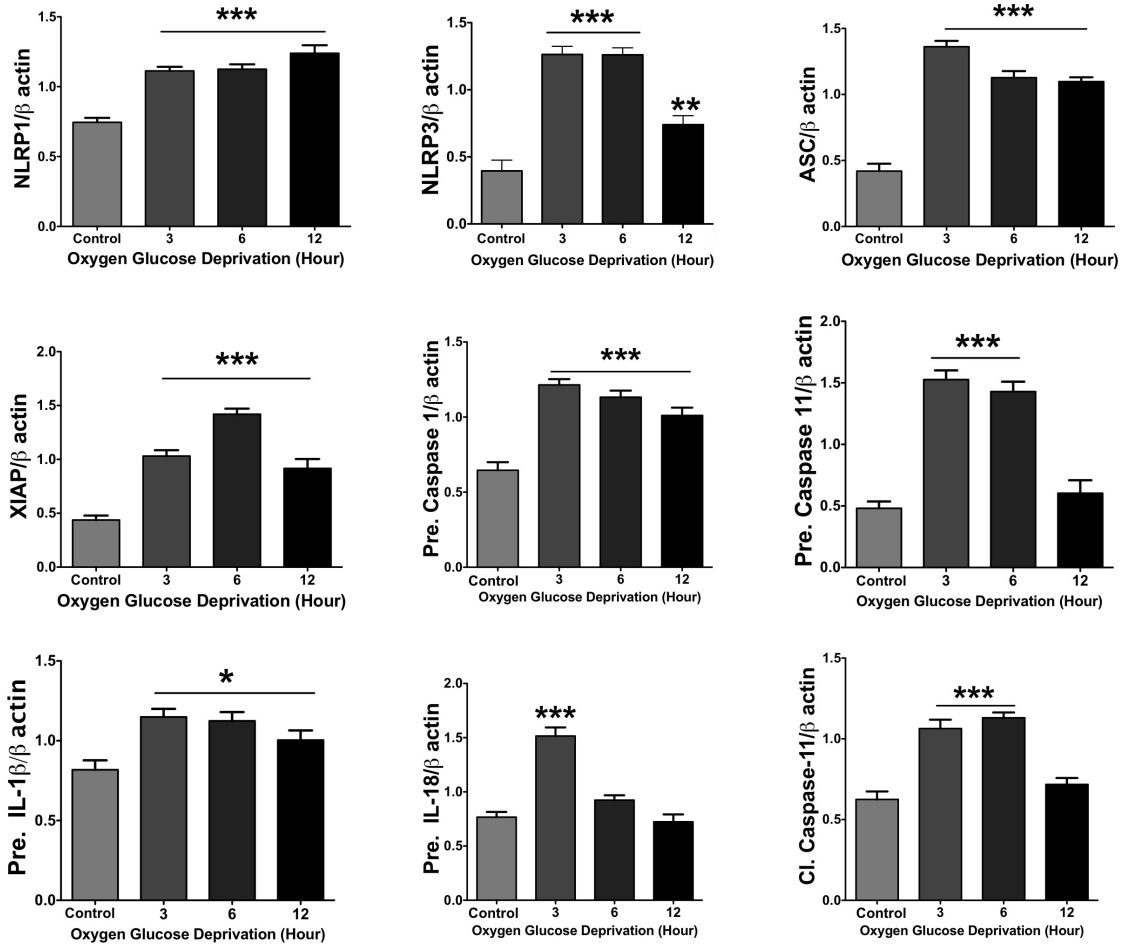 NLRP1/β actin
1.5
1.0
0.5
0.0
***
Control 3 6 12
Oxygen Glucose Deprivation (Hour)
NLRP3/β actin
1.5
1.0
0.5
0.0
***
**
Control 3 6 12
Oxygen Glucose Deprivation (Hour)
ASC/β actin
1.5
1.0
0.5
0.0
***
Control 3 6 12
Oxygen Glucose Deprivation (Hour)
XIAP/β actin
2.0
1.5
1.0
0.5
0.0
***
Control 3 6 12
Oxygen Glucose Deprivation (Hour)
Pre. Caspase 1/β actin
1.5
1.0
0.5
0.0
***
Control 3 6 12
Oxygen Glucose Deprivation (Hour)
Pre. Caspase 11/β actin
2.0
1.5
1.0
0.5
0.0
***
Control 3 6 12
Oxygen Glucose Deprivation (Hour)
Pre. IL-1β/β actin
1.5
1.0
0.5
0.0
*
Control 3 6 12
Oxygen Glucose Deprivation (Hour)
Pre. IL-18/β actin
2.0
1.5
1.0
0.5
0.0
***
Control 3 6 12
Oxygen Glucose Deprivation (Hour)
Cl. Caspase-11/β actin
1.5
1.0
0.5
0.0
***
Control 3 6 12
Oxygen Glucose Deprivation (Hour)